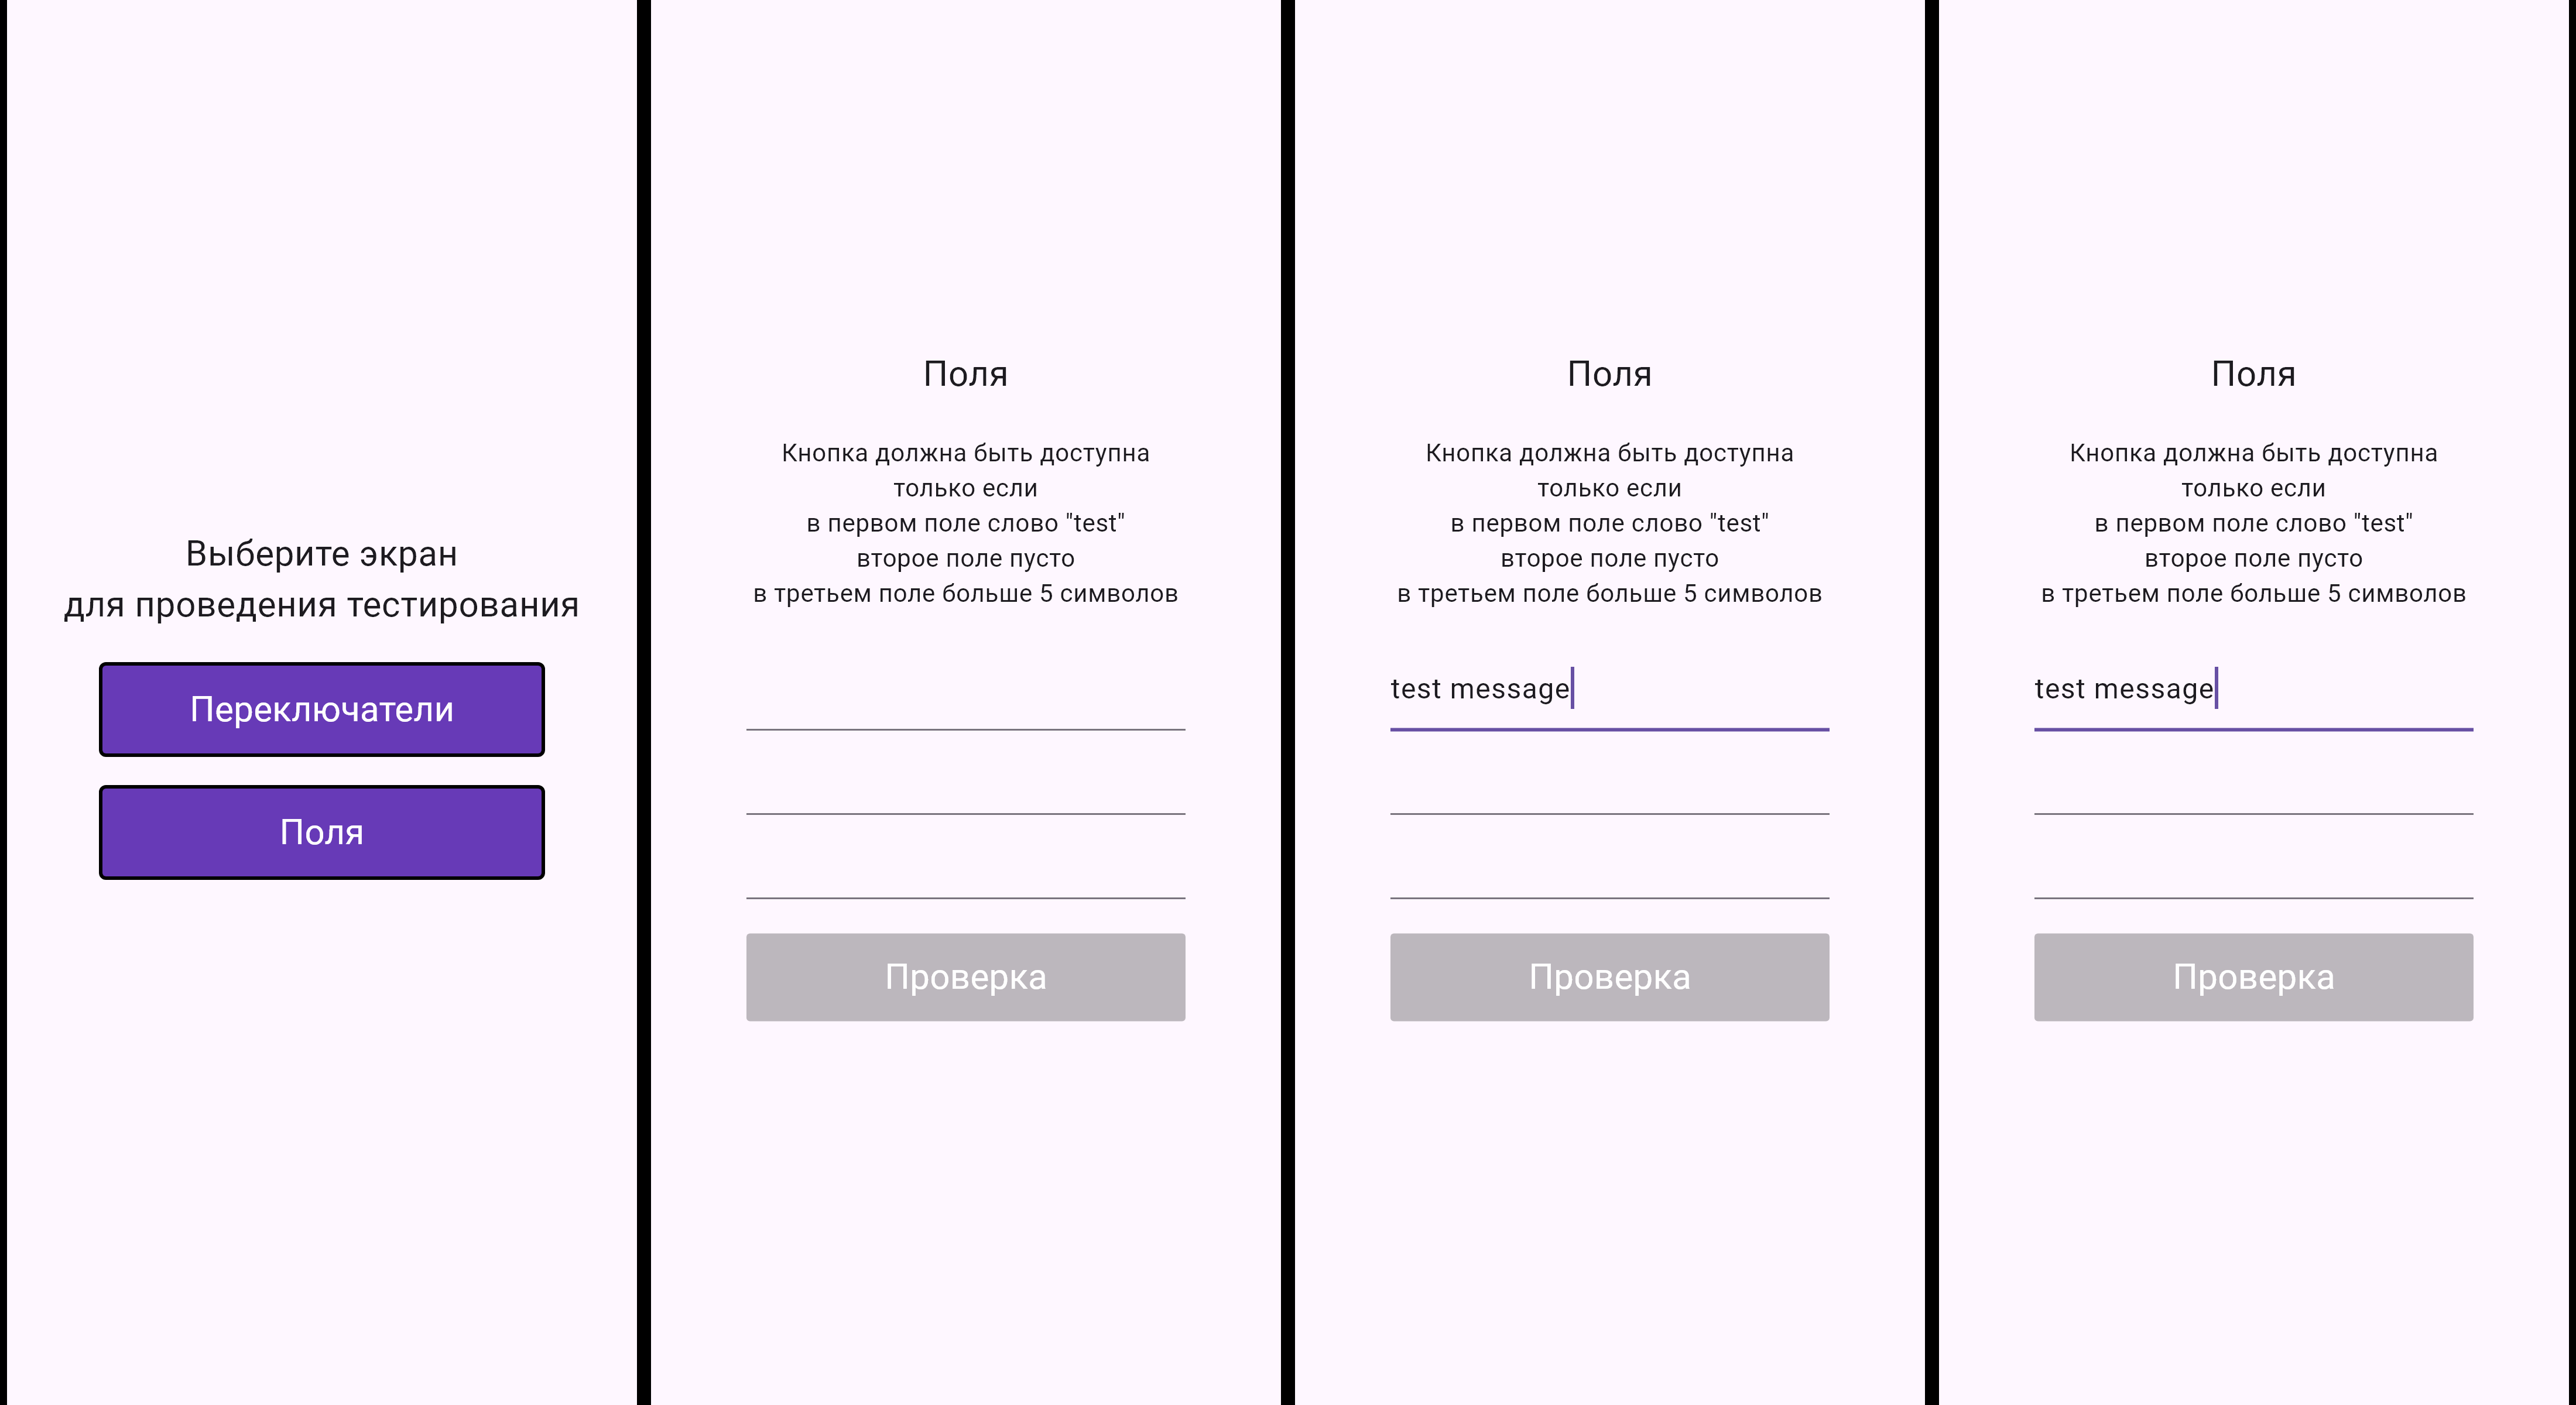 Выберите экран
для проведения тестирования
Переключатели
Поля
Поля
Кнопка должна быть доступна
только если
в первом поле слово "test"
второе поле пусто
в третьем поле больше 5 символов
Проверка
Поля
Кнопка должна быть доступна
только если
в первом поле слово "test"
второе поле пусто
в третьем поле больше 5 символов
test message
Проверка
Поля
Кнопка должна быть доступна
только если
в первом поле слово "test"
второе поле пусто
в третьем поле больше 5 символов
test message
Проверка